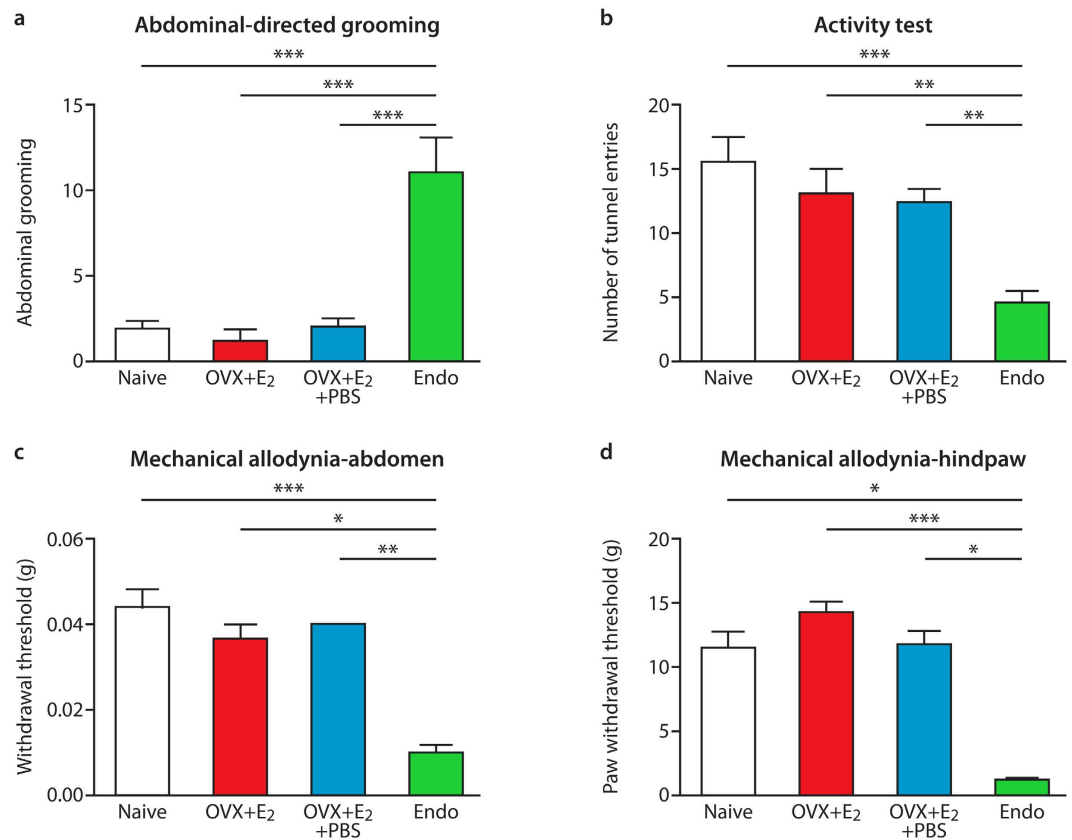 a
Abdominal-directed grooming
***
***
***
Abdominal grooming
15
10
5
0
Naive
OVX+E₂
OVX+E₂
+PBS
Endo
b
Activity test
***
**
**
Number of tunnel entries
20
15
10
5
0
Naive
OVX+E₂
OVX+E₂
+PBS
Endo
c
Mechanical allodynia-abdomen
***
*
**
Withdrawal threshold (g)
0.06
0.04
0.02
0.00
Naive
OVX+E₂
OVX+E₂
+PBS
Endo
d
Mechanical allodynia-hindpaw
*
***
*
Paw withdrawal threshold (g)
20
15
10
5
0
Naive
OVX+E₂
OVX+E₂
+PBS
Endo